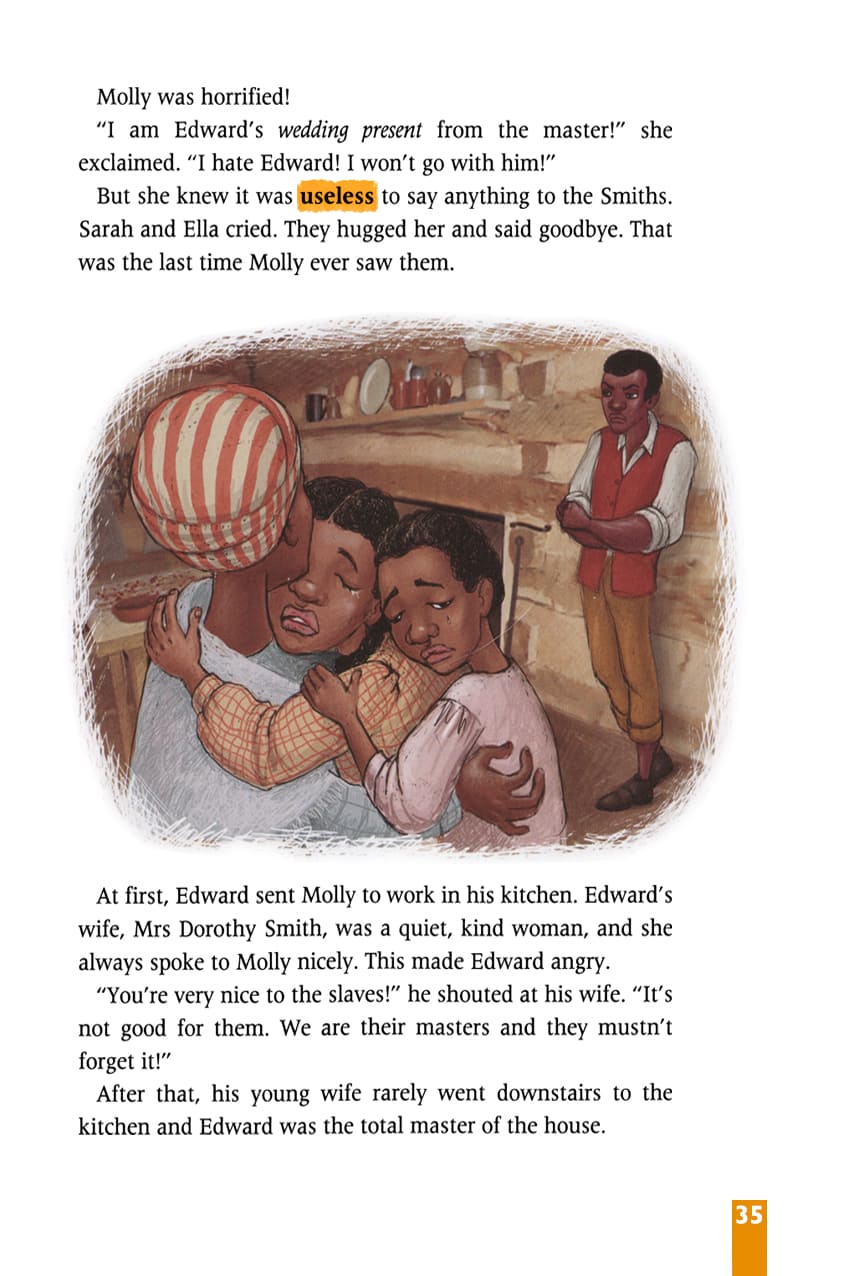 Molly was horrified!
“I am Edward’s wedding present from the master!” she
exclaimed. “I hate Edward! I won’t go with him!”
But she knew it was useless to say anything to the Smiths.
Sarah and Ella cried. They hugged her and said goodbye. That
was the last time Molly ever saw them.
At first, Edward sent Molly to work in his kitchen. Edward’s
wife, Mrs Dorothy Smith, was a quiet, kind woman, and she
always spoke to Molly nicely. This made Edward angry.
“You’re very nice to the slaves!” he shouted at his wife. “It’s
not good for them. We are their masters and they mustn’t
forget it!”
After that, his young wife rarely went downstairs to the
kitchen and Edward was the total master of the house.
35